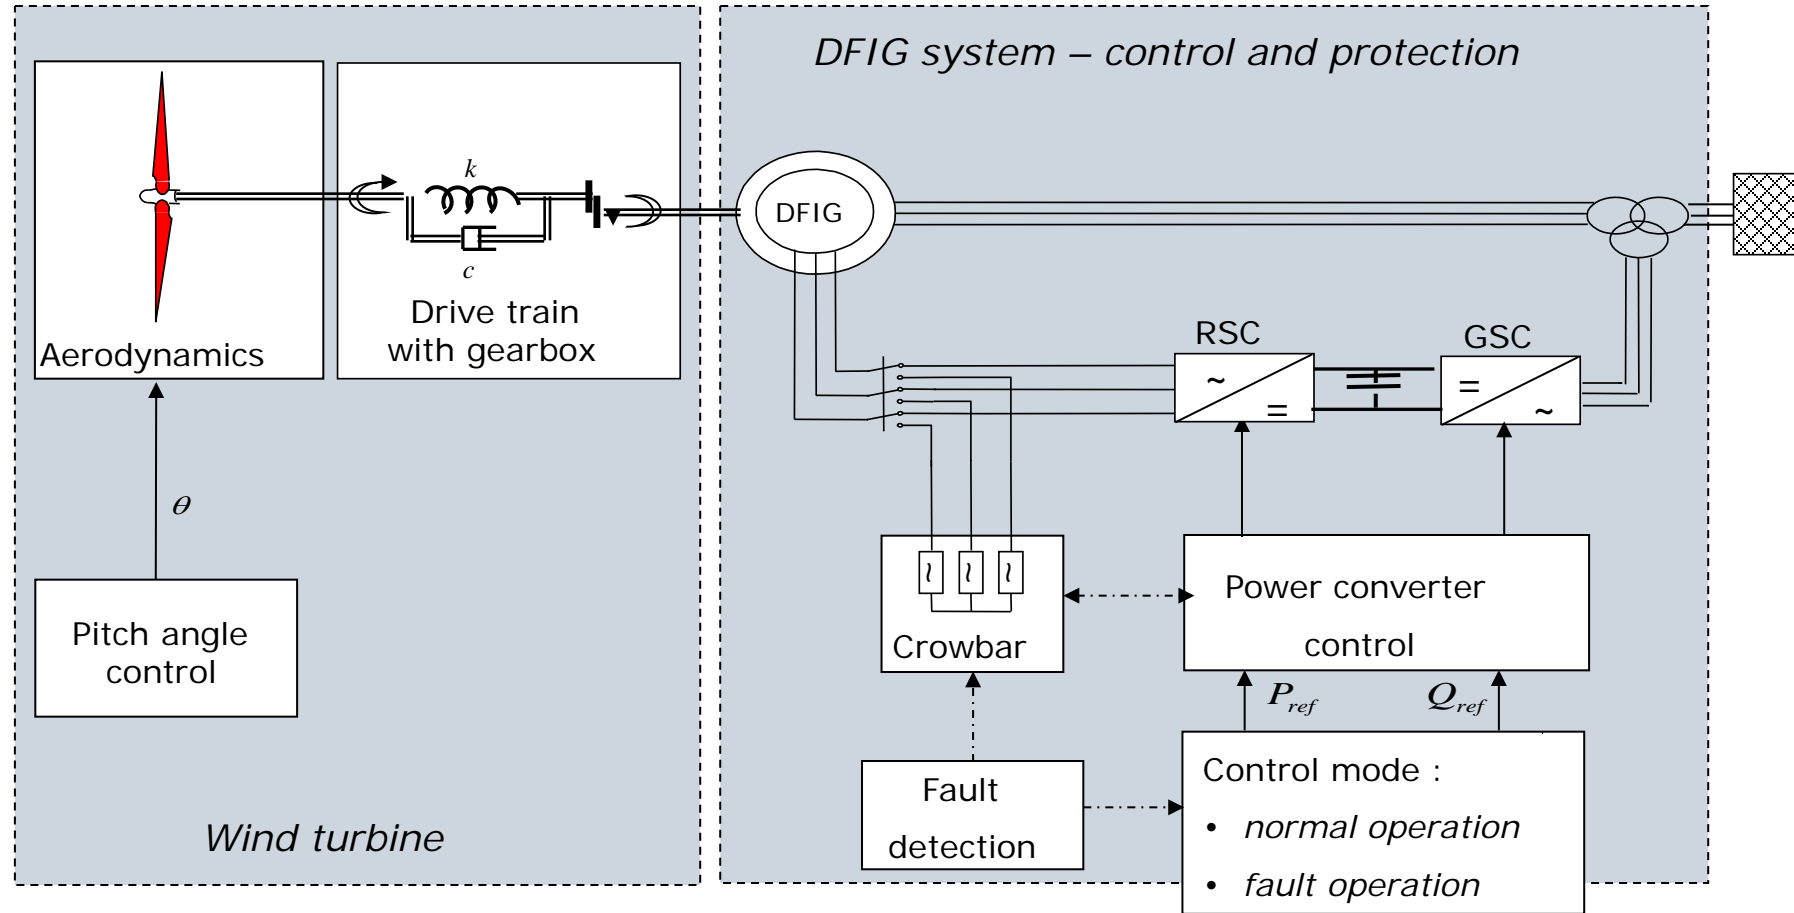 DFIG system – control and protection
k
c
Aerodynamics
Drive train
with gearbox
DFIG
RSC
GSC
~
=
=
~
θ
Pitch angle
control
~
~
~
Crowbar
Power converter
control
P_ref
Q_ref
Fault
detection
Control mode :
• normal operation
• fault operation
Wind turbine